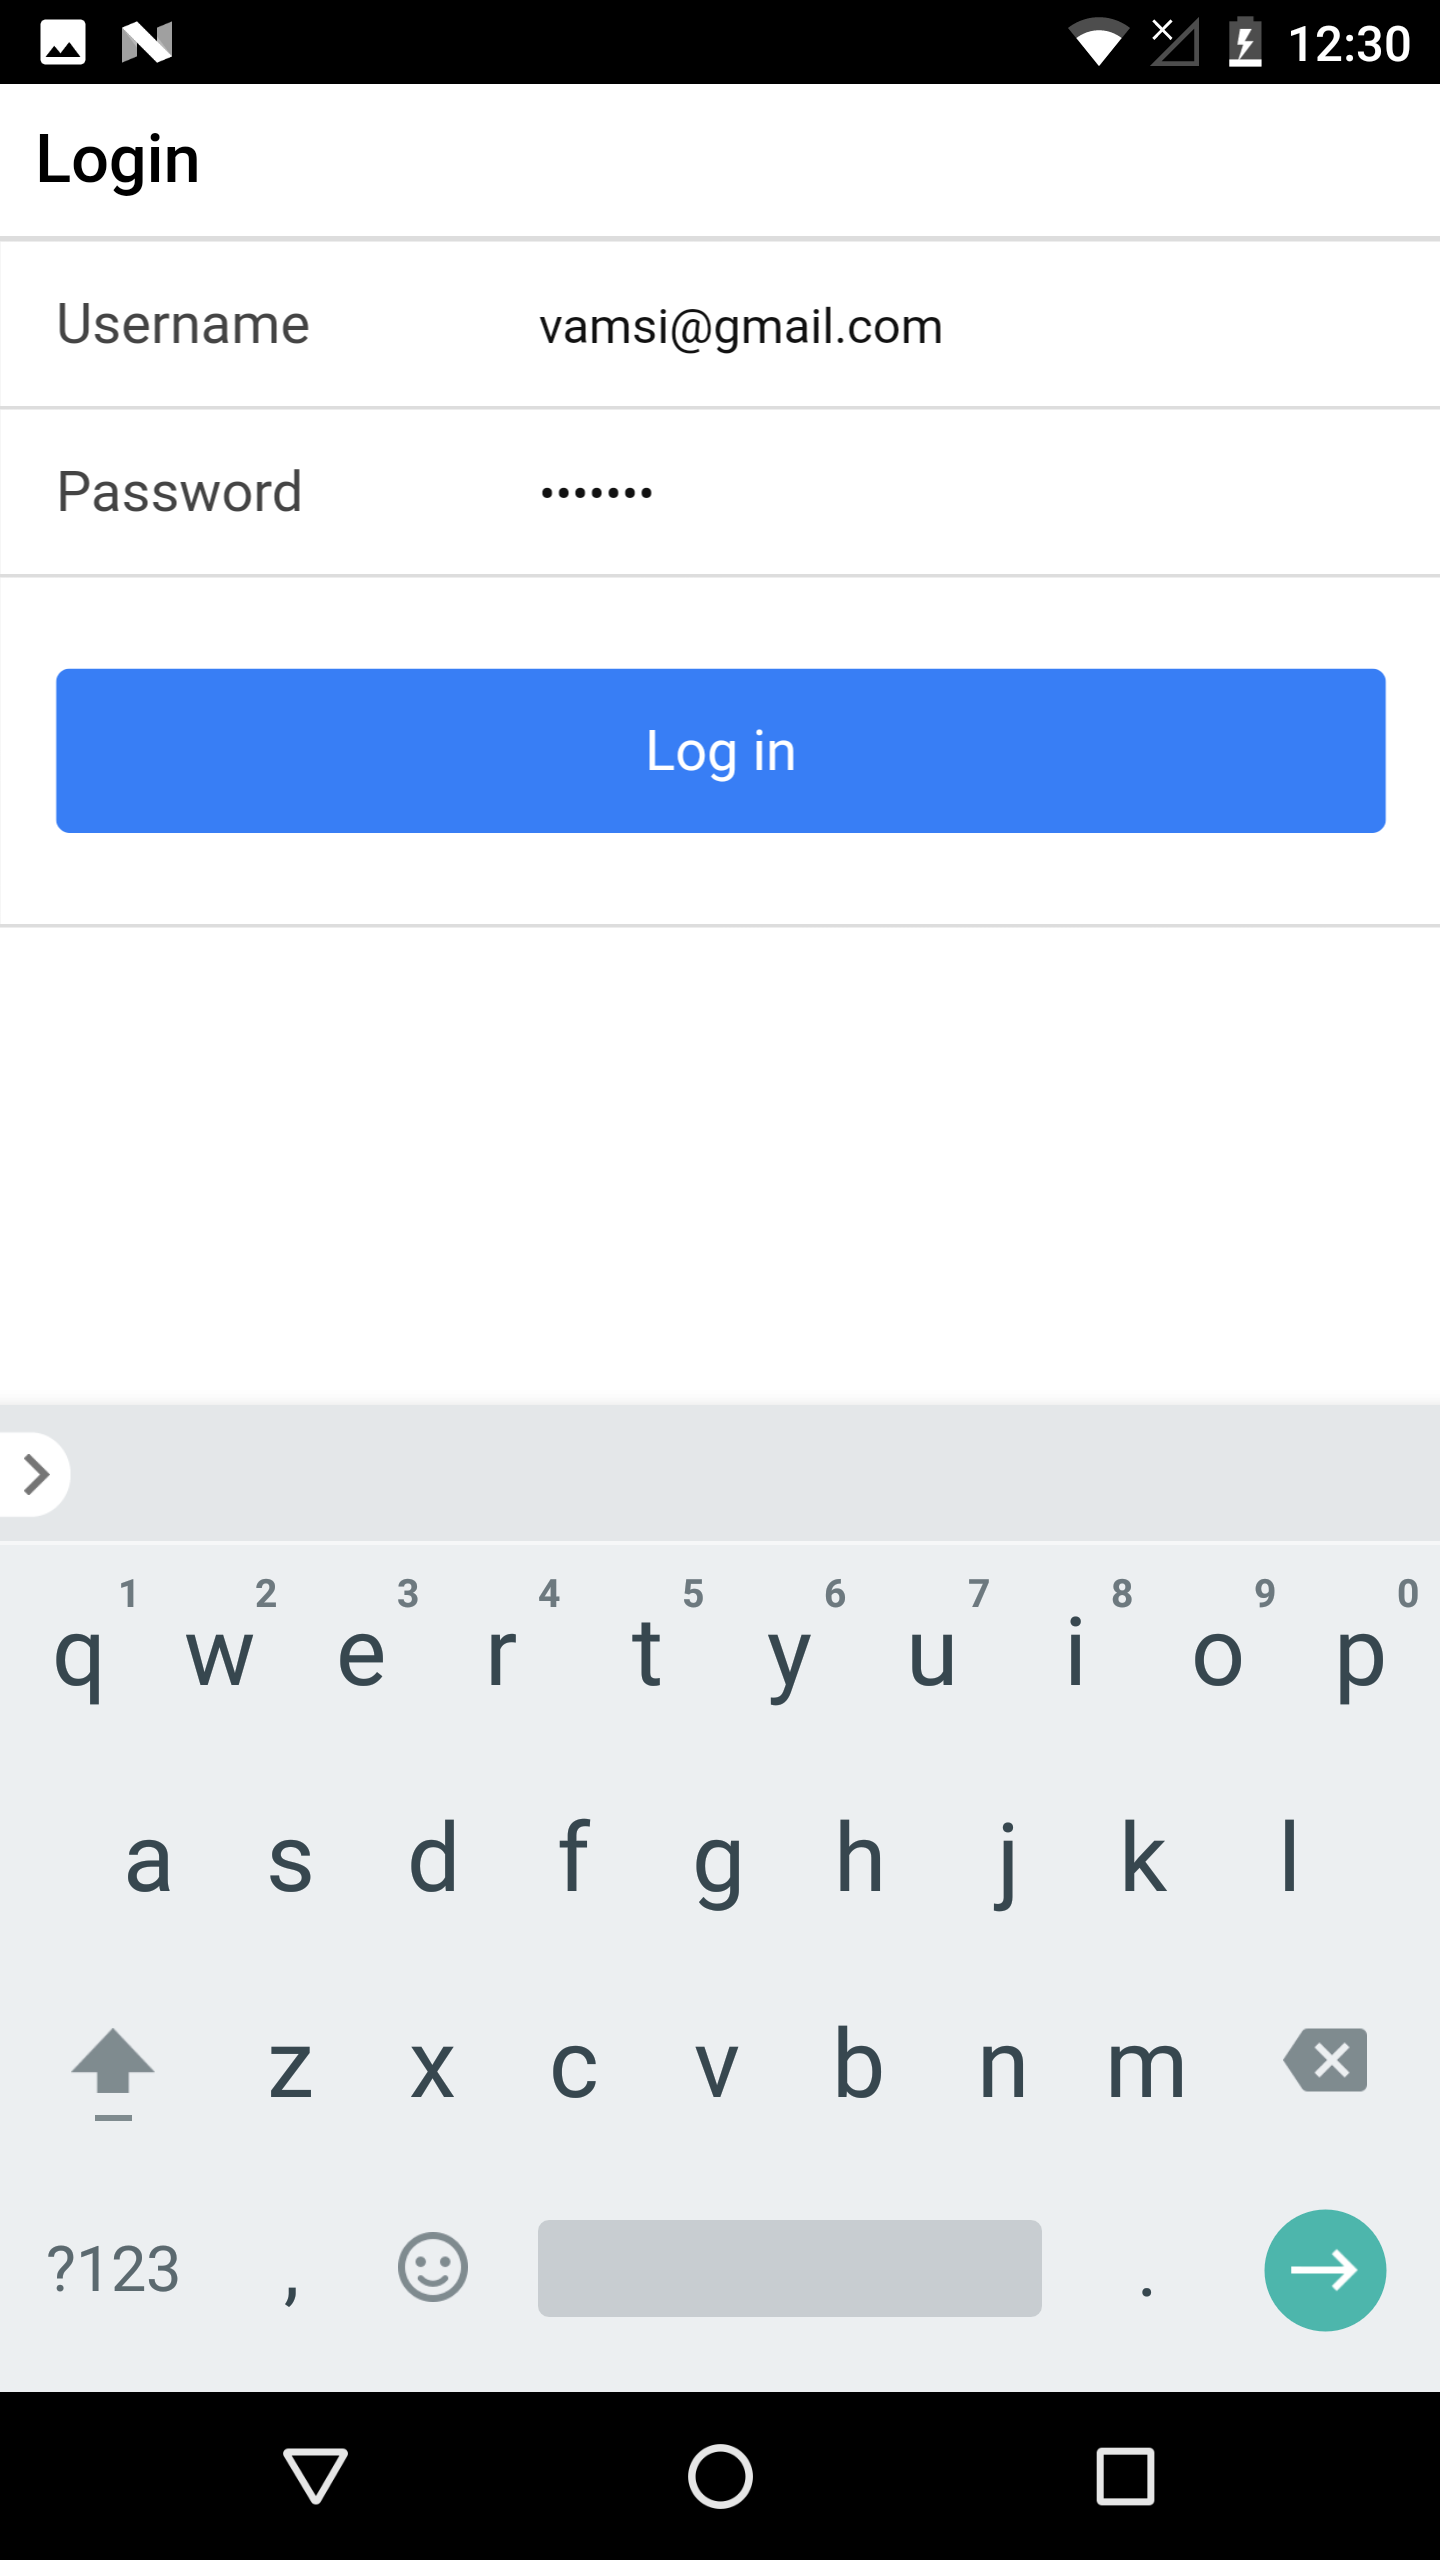 12:30
Login
Username vamsi@gmail.com
Password •••••••
Log in
1 2 3 4 5 6 7 8 9 0
q w e r t y u i o p
a s d f g h j k l
z x c v b n m
?123 , .